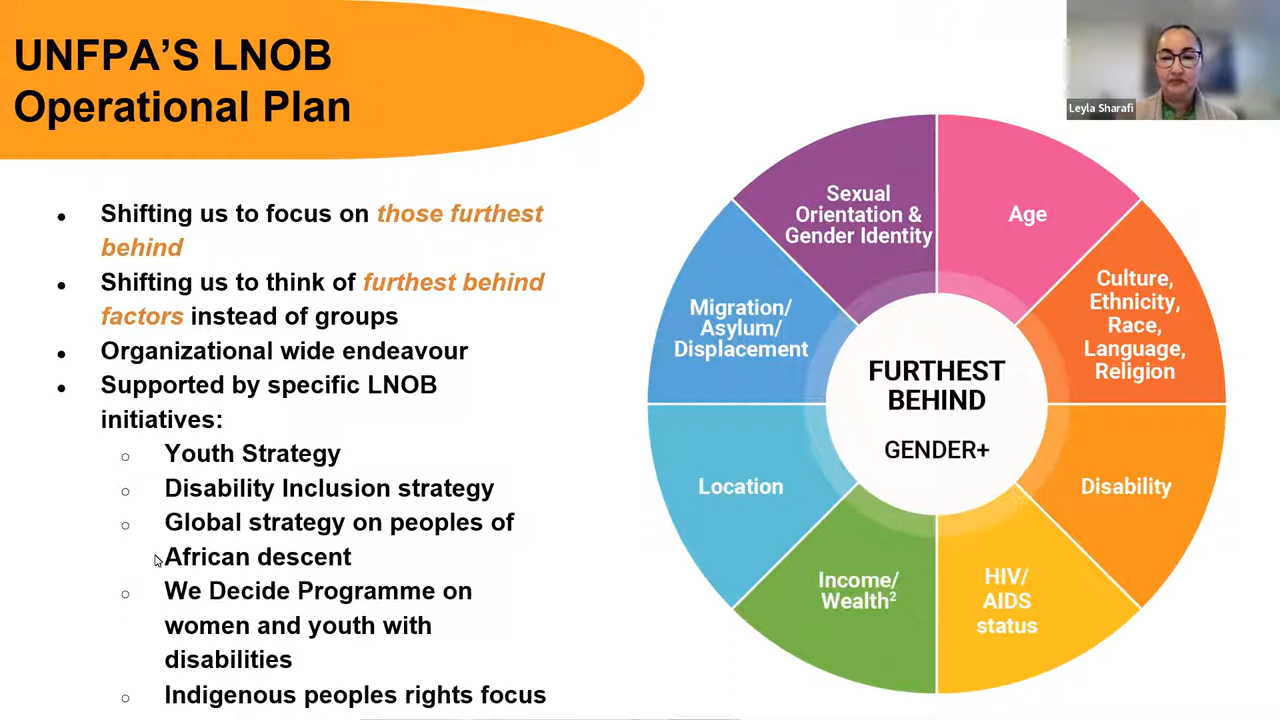 UNFPA'S LNOB
Operational Plan
Leyla Sharafi
Shifting us to focus on those furthest
behind
Shifting us to think of furthest behind
factors instead of groups
Organizational wide endeavour
Supported by specific LNOB
initiatives:
Youth Strategy
Disability Inclusion strategy
Global strategy on peoples of
African descent
We Decide Programme on
women and youth with
disabilities
Indigenous peoples rights focus
Sexual
Orientation &
Gender Identity
Age
Culture,
Ethnicity,
Race,
Language,
Religion
Disability
HIV/
AIDS
status
Income/
Wealth²
Location
Migration/
Asylum/
Displacement
FURTHEST
BEHIND
GENDER+